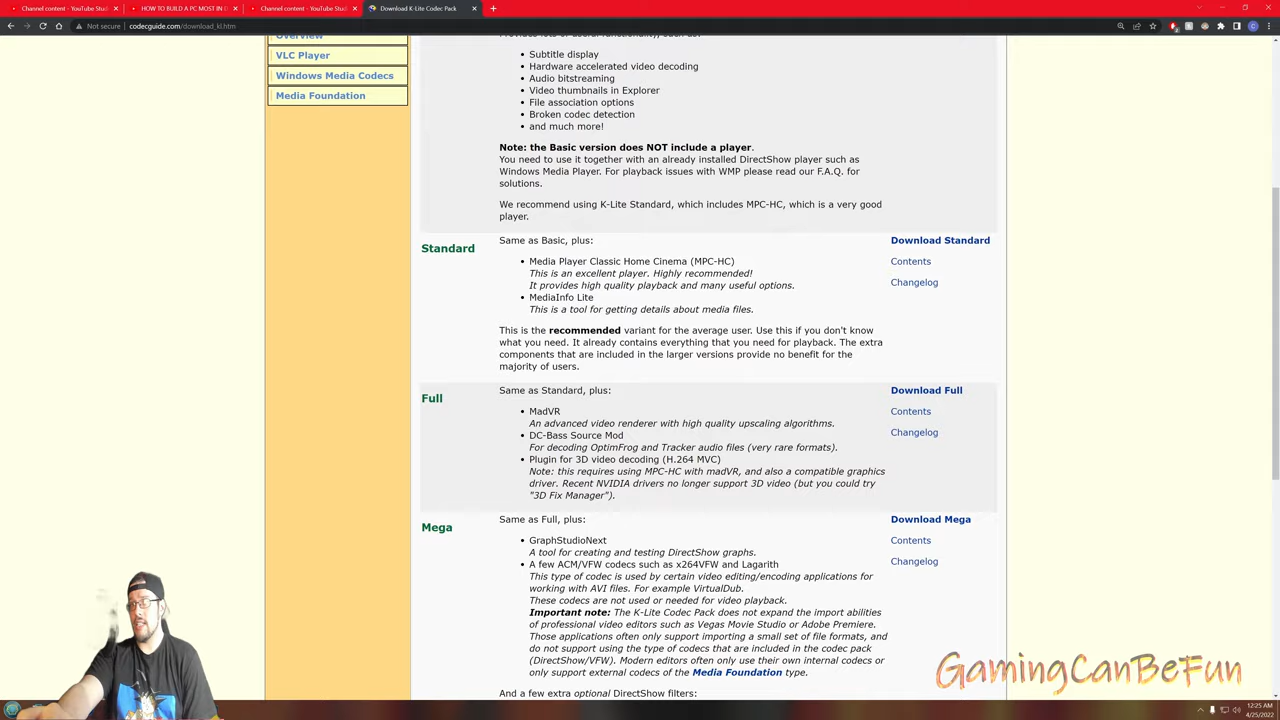 Channel content - YouTube Stud
HOW TO BUILD A PC MOST IN D
Channel content - YouTube Stud
Download K-Lite Codec Pack
Not secure codecguide.com/download_kl.htm
VLC Player
Windows Media Codecs
Media Foundation
Subtitle display
Hardware accelerated video decoding
Audio bitstreaming
Video thumbnails in Explorer
File association options
Broken codec detection
and much more!
Note: the Basic version does NOT include a player.
You need to use it together with an already installed DirectShow player such as
Windows Media Player. For playback issues with WMP please read our F.A.Q. for
solutions.
We recommend using K-Lite Standard, which includes MPC-HC, which is a very good
player.
Standard
Same as Basic, plus:
Media Player Classic Home Cinema (MPC-HC)
This is an excellent player. Highly recommended!
It provides high quality playback and many useful options.
MediaInfo Lite
This is a tool for getting details about media files.
This is the recommended variant for the average user. Use this if you don't know
what you need. It already contains everything that you need for playback. The extra
components that are included in the larger versions provide no benefit for the
majority of users.
Download Standard
Contents
Changelog
Full
Same as Standard, plus:
MadVR
An advanced video renderer with high quality upscaling algorithms.
DC-Bass Source Mod
For decoding OptimFrog and Tracker audio files (very rare formats).
Plugin for 3D video decoding (H.264 MVC)
Note: this requires using MPC-HC with madVR, and also a compatible graphics
driver. Recent NVIDIA drivers no longer support 3D video (but you could try
"3D Fix Manager").
Download Full
Contents
Changelog
Mega
Same as Full, plus:
GraphStudioNext
A tool for creating and testing DirectShow graphs.
A few ACM/VFW codecs such as x264VFW and Lagarith
This type of codec is used by certain video editing/encoding applications for
working with AVI files. For example VirtualDub.
These codecs are not used or needed for video playback.
Important note: The K-Lite Codec Pack does not expand the import abilities
of professional video editors such as Vegas Movie Studio or Adobe Premiere.
Those applications often only support importing a small set of file formats, and
do not support using the type of codecs that are included in the codec pack
(DirectShow/VFW). Modern editors often only use their own internal codecs or
only support external codecs of the Media Foundation type.
And a few extra optional DirectShow filters:
Download Mega
Contents
Changelog
GamingCanBeFun
12:25 AM
4/25/2022